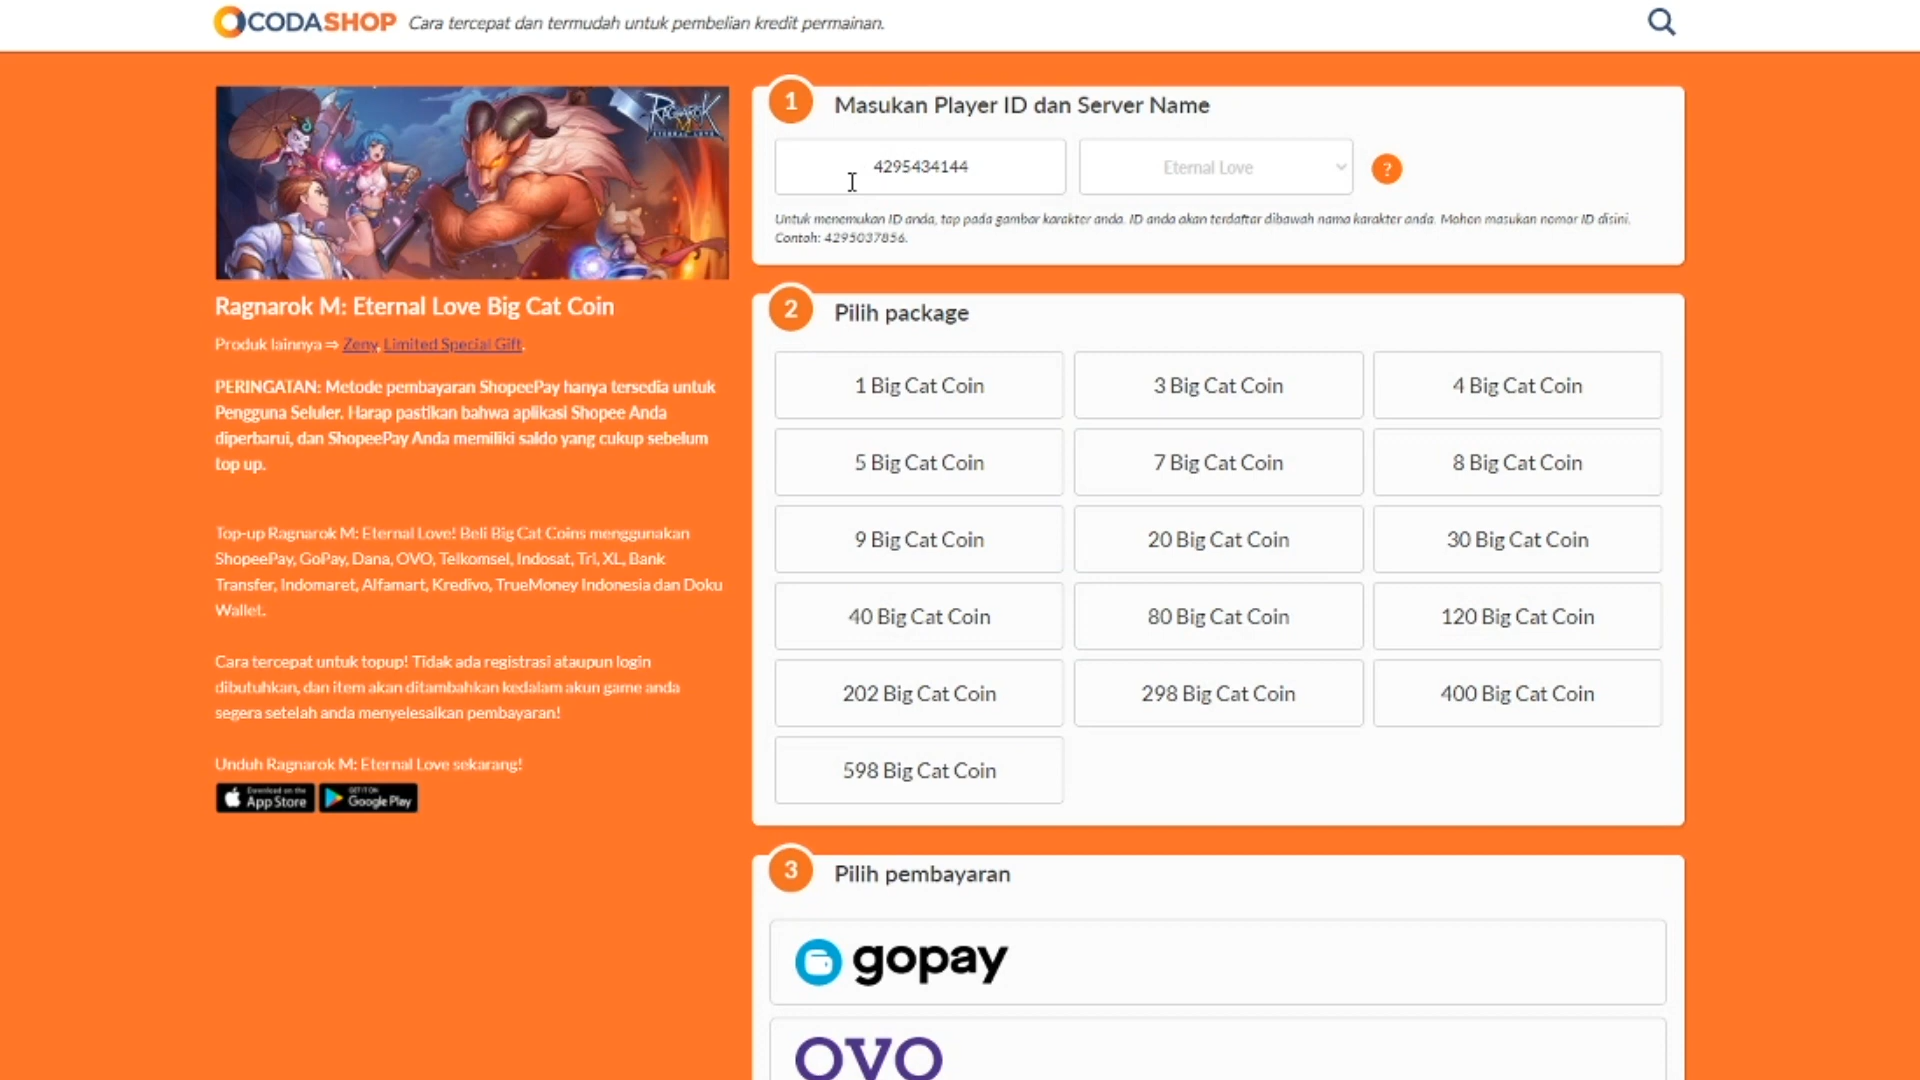 CODASHOP Cara tercepat dan termudah untuk pembelian kredit permainan.
RAGNAROK M
ETERNAL LOVE
Ragnarok M: Eternal Love Big Cat Coin
Produk lainnya ⇒ Zeny, Limited Special Gift.
PERINGATAN: Metode pembayaran ShopeePay hanya tersedia untuk
Pengguna Seluler. Harap pastikan bahwa aplikasi Shopee Anda
diperbarui, dan ShopeePay Anda memiliki saldo yang cukup sebelum
top up.
Top-up Ragnarok M: Eternal Love! Beli Big Cat Coins menggunakan
ShopeePay, GoPay, Dana, OVO, Telkomsel, Indosat, Tri, XL, Bank
Transfer, Indomaret, Alfamart, Kredivo, TrueMoney Indonesia dan Doku
Wallet.
Cara tercepat untuk topup! Tidak ada registrasi ataupun login
dibutuhkan, dan item akan ditambahkan kedalam akun game anda
segera setelah anda menyelesaikan pembayaran!
Unduh Ragnarok M: Eternal Love sekarang!
Download on the App Store
GET IT ON Google Play
1 Masukan Player ID dan Server Name
4295434144 Eternal Love ?
Untuk menemukan ID anda, tap pada gambar karakter anda. ID anda akan terdaftar dibawah nama karakter anda. Mohon masukan nomor ID disini.
Contoh: 4295037856.
2 Pilih package
1 Big Cat Coin 3 Big Cat Coin 4 Big Cat Coin
5 Big Cat Coin 7 Big Cat Coin 8 Big Cat Coin
9 Big Cat Coin 20 Big Cat Coin 30 Big Cat Coin
40 Big Cat Coin 80 Big Cat Coin 120 Big Cat Coin
202 Big Cat Coin 298 Big Cat Coin 400 Big Cat Coin
598 Big Cat Coin
3 Pilih pembayaran
gopay
OVO